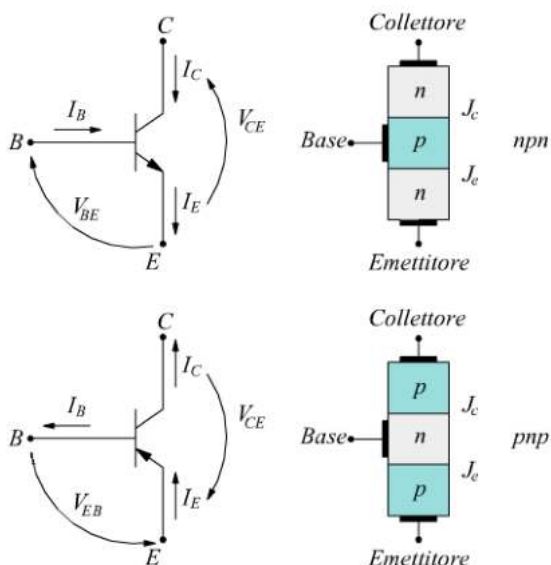 C
I_C
I_B
B
V_CE
V_BE
I_E
E
Collettore
n
J_c
Base
p
npn
J_e
n
Emettitore
C
I_C
I_B
B
V_CE
V_EB
I_E
E
Collettore
p
J_c
Base
n
pnp
J_e
p
Emettitore